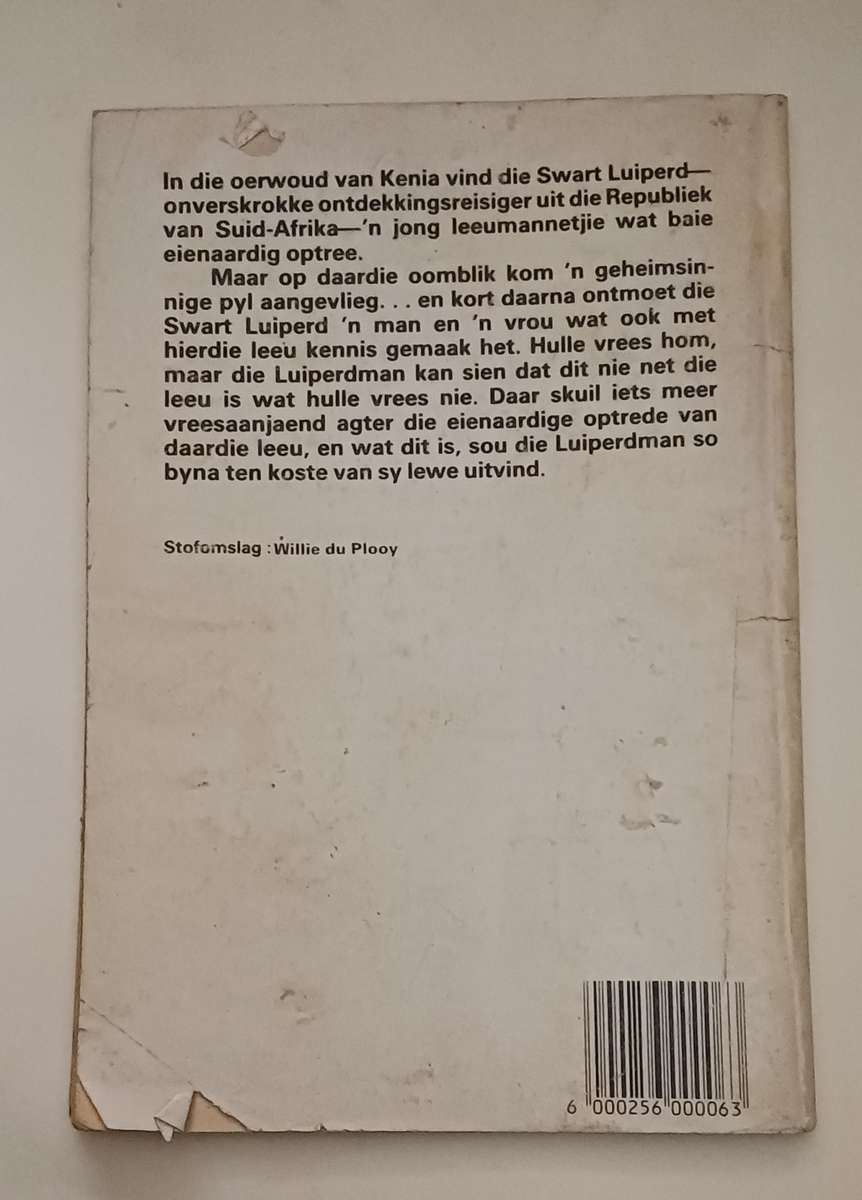 In die oerwoud van Kenia vind die Swart Luiperd—
onverskrokke ontdekkingsreisiger uit die Republiek
van Suid-Afrika—'n jong leeumannetjie wat baie
eienaardig optree.
Maar op daardie oomblik kom 'n geheimsin-
nige pyl aangevlieg. . . en kort daarna ontmoet die
Swart Luiperd 'n man en 'n vrou wat ook met
hierdie leeu kennis gemaak het. Hulle vrees hom,
maar die Luiperdman kan sien dat dit nie net die
leeu is wat hulle vrees nie. Daar skuil iets meer
vreesaanjaend agter die eienaardige optrede van
daardie leeu, en wat dit is, sou die Luiperdman so
byna ten koste van sy lewe uitvind.
Stofomslag : Willie du Plooy
6 000256 000063